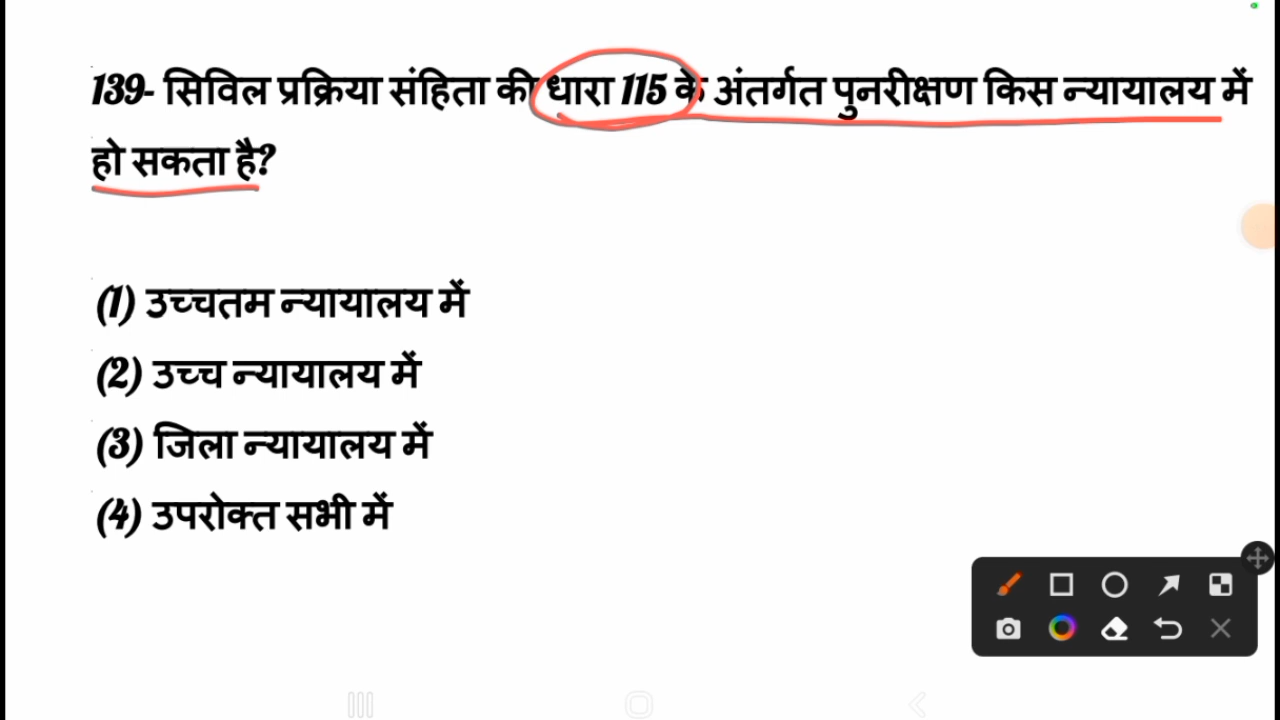 139- सिविल प्रक्रिया संहिता की धारा 115 के अंतर्गत पुनरीक्षण किस न्यायालय में
हो सकता है?
(1) उच्चतम न्यायालय में
(2) उच्च न्यायालय में
(3) जिला न्यायालय में
(4) उपरोक्त सभी में